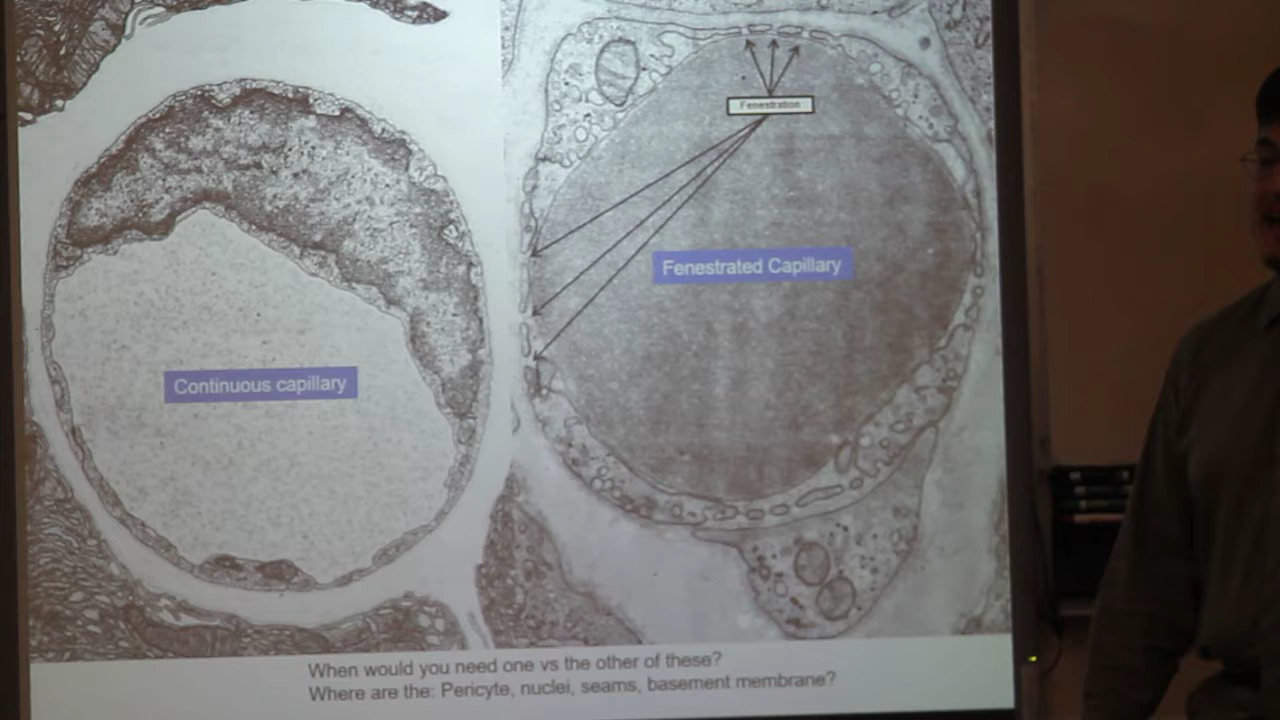 Fenestration
Fenestrated Capillary
Continuous capillary
When would you need one vs the other of these?
Where are the: Pericyte, nuclei, seams, basement membrane?